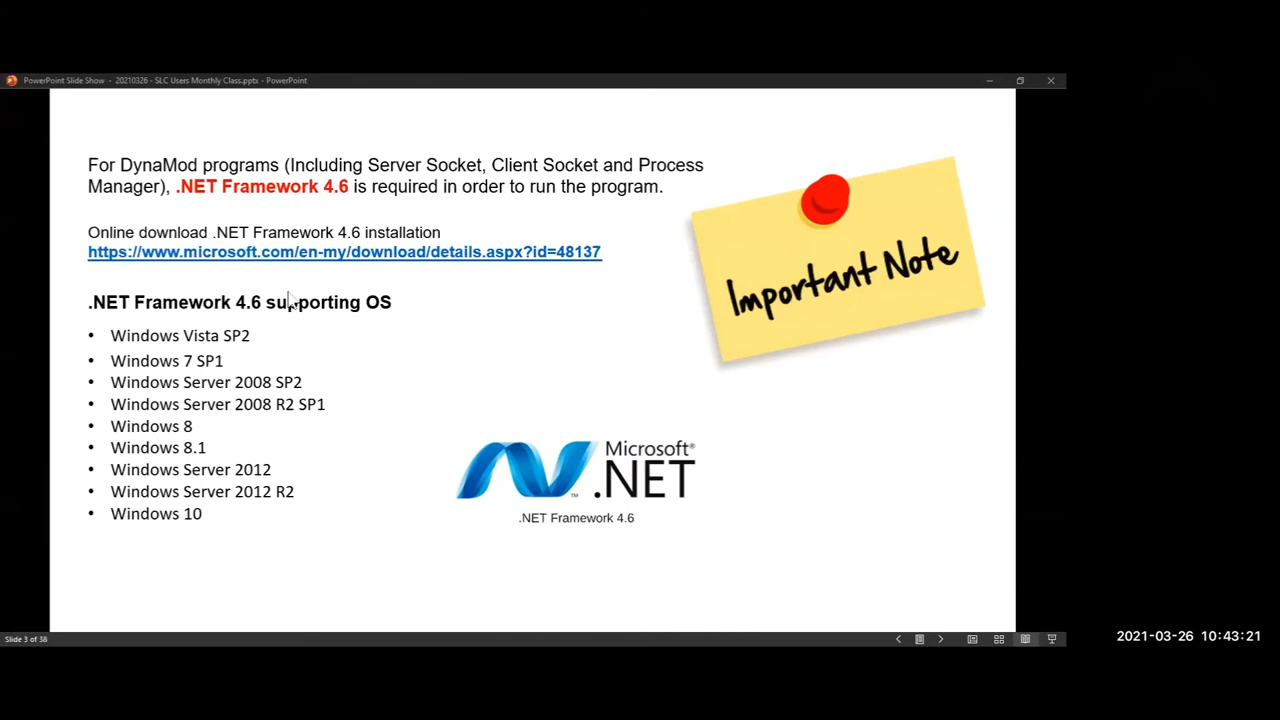 PowerPoint Slide Show - 20210326 - SLC Users Monthly Class.pptx - PowerPoint
For DynaMod programs (Including Server Socket, Client Socket and Process
Manager), .NET Framework 4.6 is required in order to run the program.
Online download .NET Framework 4.6 installation
https://www.microsoft.com/en-my/download/details.aspx?id=48137
Important Note
.NET Framework 4.6 supporting OS
• Windows Vista SP2
• Windows 7 SP1
• Windows Server 2008 SP2
• Windows Server 2008 R2 SP1
• Windows 8
• Windows 8.1
• Windows Server 2012
• Windows Server 2012 R2
• Windows 10
Microsoft®
.NET
™
.NET Framework 4.6
Slide 3 of 38
2021-03-26 10:43:21